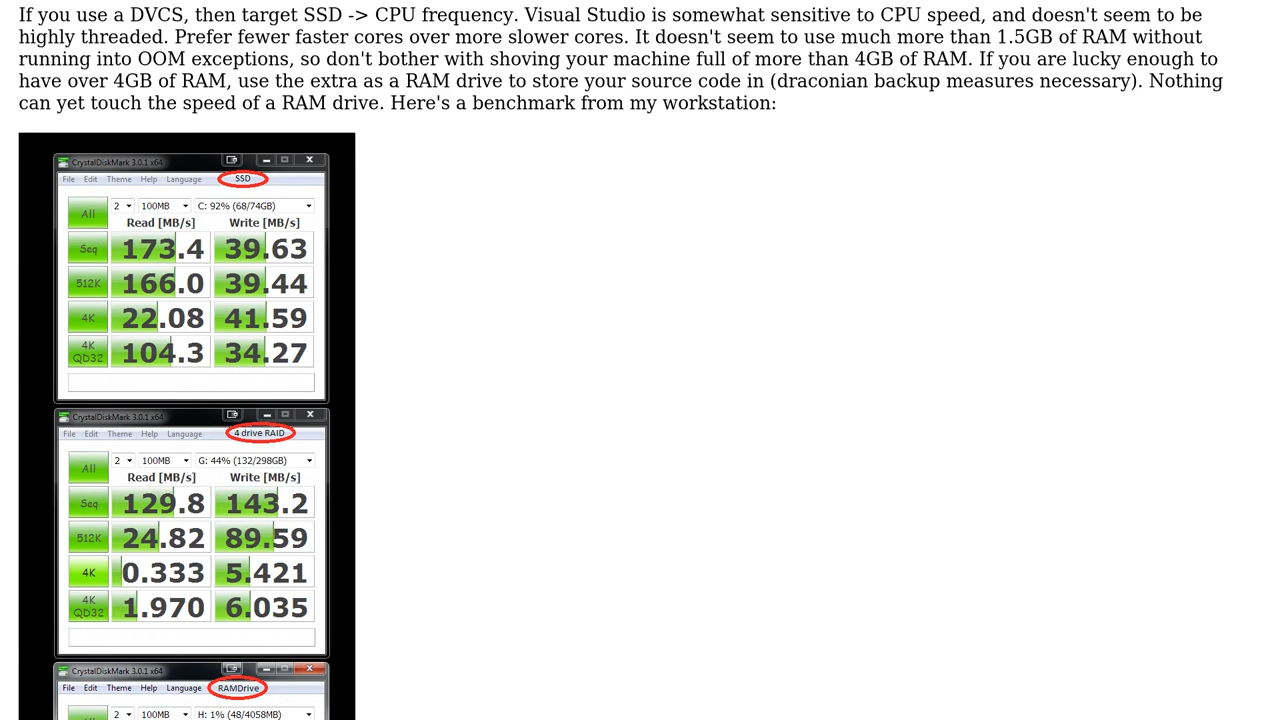 If you use a DVCS, then target SSD -> CPU frequency. Visual Studio is somewhat sensitive to CPU speed, and doesn't seem to be
highly threaded. Prefer fewer faster cores over more slower cores. It doesn't seem to use much more than 1.5GB of RAM without
running into OOM exceptions, so don't bother with shoving your machine full of more than 4GB of RAM. If you are lucky enough to
have over 4GB of RAM, use the extra as a RAM drive to store your source code in (draconian backup measures necessary). Nothing
can yet touch the speed of a RAM drive. Here's a benchmark from my workstation:
CrystalDiskMark 3.0.1 x64
File Edit Theme Help Language SSD
All 2 100MB C: 92% (68/74GB)
Read [MB/s] Write [MB/s]
Seq 173.4 39.63
512K 166.0 39.44
4K 22.08 41.59
4K QD32 104.3 34.27
CrystalDiskMark 3.0.1 x64
File Edit Theme Help Language 4 drive RAID
All 2 100MB G: 44% (132/298GB)
Read [MB/s] Write [MB/s]
Seq 129.8 143.2
512K 24.82 89.59
4K 0.333 5.421
4K QD32 1.970 6.035
CrystalDiskMark 3.0.1 x64
File Edit Theme Help Language RAMDrive
2 100MB H: 1% (48/4058MB)